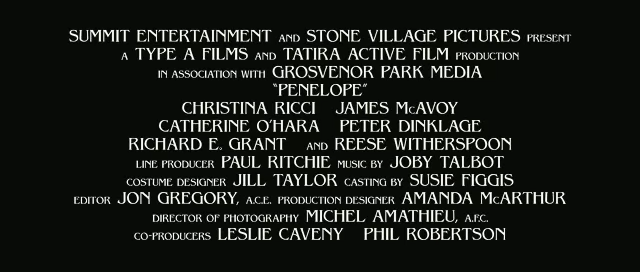 SUMMIT ENTERTAINMENT AND STONE VILLAGE PICTURES PRESENT
A TYPE A FILMS AND TATIRA ACTIVE FILM PRODUCTION
IN ASSOCIATION WITH GROSVENOR PARK MEDIA
"PENELOPE"
CHRISTINA RICCI JAMES McAVOY
CATHERINE O'HARA PETER DINKLAGE
RICHARD E. GRANT AND REESE WITHERSPOON
LINE PRODUCER PAUL RITCHIE MUSIC BY JOBY TALBOT
COSTUME DESIGNER JILL TAYLOR CASTING BY SUSIE FIGGIS
EDITOR JON GREGORY, A.C.E. PRODUCTION DESIGNER AMANDA McARTHUR
DIRECTOR OF PHOTOGRAPHY MICHEL AMATHIEU, A.F.C.
CO-PRODUCERS LESLIE CAVENY PHIL ROBERTSON